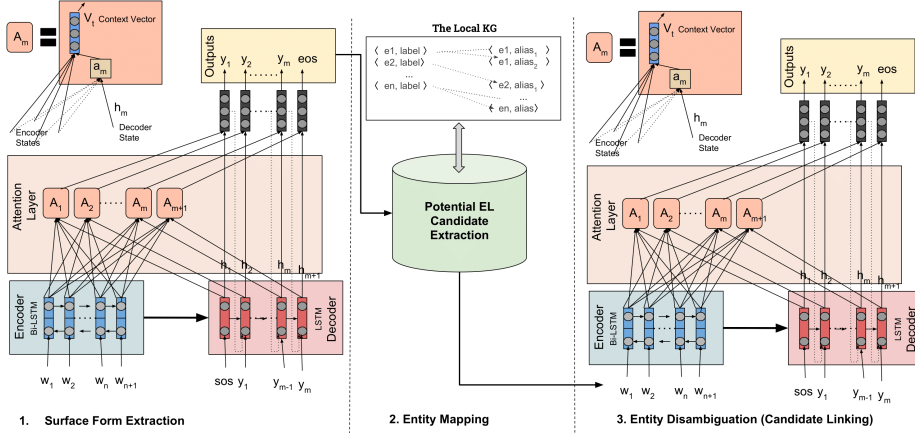 A_m
V_t
Context Vector
a_m
h_m
Encoder
States
Decoder
State
Outputs
y_1 y_2 ...... y_m eos
Attention
Layer
A_1 A_2 ...... A_m A_m+1
h_1 h_2 h_m h_m+1
Encoder
Bi-LSTM
LSTM
Decoder
w_1 w_2 w_n w_n+1
sos y_1 y_m-1 y_m
1. Surface Form Extraction
The Local KG
⟨ e1, label ⟩ ⟨ e1, alias_1 ⟩
⟨ e2, label ⟩ ⟨ e1, alias_2 ⟩
...
⟨ en, label ⟩ ⟨ e2, alias_1 ⟩
...
⟨ en, alias⟩
Potential EL
Candidate
Extraction
2. Entity Mapping
A_m
V_t
Context Vector
a_m
h_m
Encoder
States
Decoder
State
Outputs
y_1 y_2 ...... y_m eos
Attention
Layer
A_1 A_2 ...... A_m A_m+1
h_1 h_2 h_m h_m+1
Encoder
Bi-LSTM
LSTM
Decoder
w_1 w_2 w_n w_n+1
sos y_1 y_m-1 y_m
3. Entity Disambiguation (Candidate Linking)